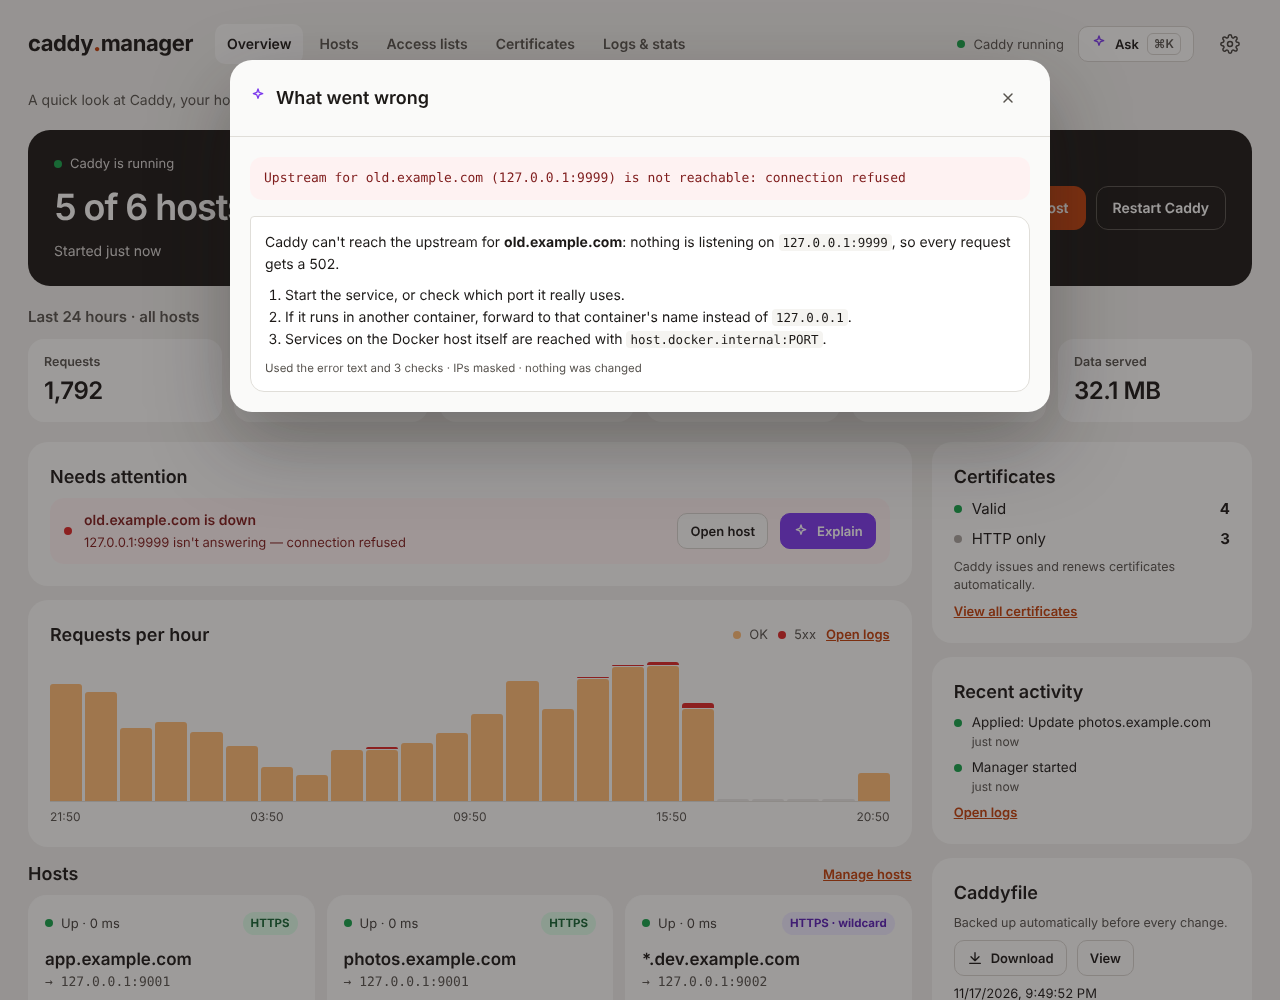 caddy.manager
Overview
Hosts
Access lists
Certificates
Logs & stats
Caddy running
Ask
⌘K
A quick look at Caddy, your ho
Caddy is running
5 of 6 hosts
Started just now
ost
Restart Caddy
What went wrong
Upstream for old.example.com (127.0.0.1:9999) is not reachable: connection refused
Caddy can't reach the upstream for old.example.com: nothing is listening on 127.0.0.1:9999, so every request
gets a 502.
1. Start the service, or check which port it really uses.
2. If it runs in another container, forward to that container's name instead of 127.0.0.1.
3. Services on the Docker host itself are reached with host.docker.internal:PORT.
Used the error text and 3 checks · IPs masked · nothing was changed
Last 24 hours · all hosts
Requests
1,792
Data served
32.1 MB
Needs attention
old.example.com is down
127.0.0.1:9999 isn't answering — connection refused
Open host
Explain
Requests per hour
OK
5xx
Open logs
21:50
03:50
09:50
15:50
20:50
Certificates
Valid
4
HTTP only
3
Caddy issues and renews certificates
automatically.
View all certificates
Recent activity
Applied: Update photos.example.com
just now
Manager started
just now
Open logs
Hosts
Manage hosts
Up · 0 ms
HTTPS
app.example.com
→ 127.0.0.1:9001
Up · 0 ms
HTTPS
photos.example.com
→ 127.0.0.1:9001
Up · 0 ms
HTTPS · wildcard
*.dev.example.com
→ 127.0.0.1:9002
Caddyfile
Backed up automatically before every change.
Download
View
11/17/2026, 9:49:52 PM